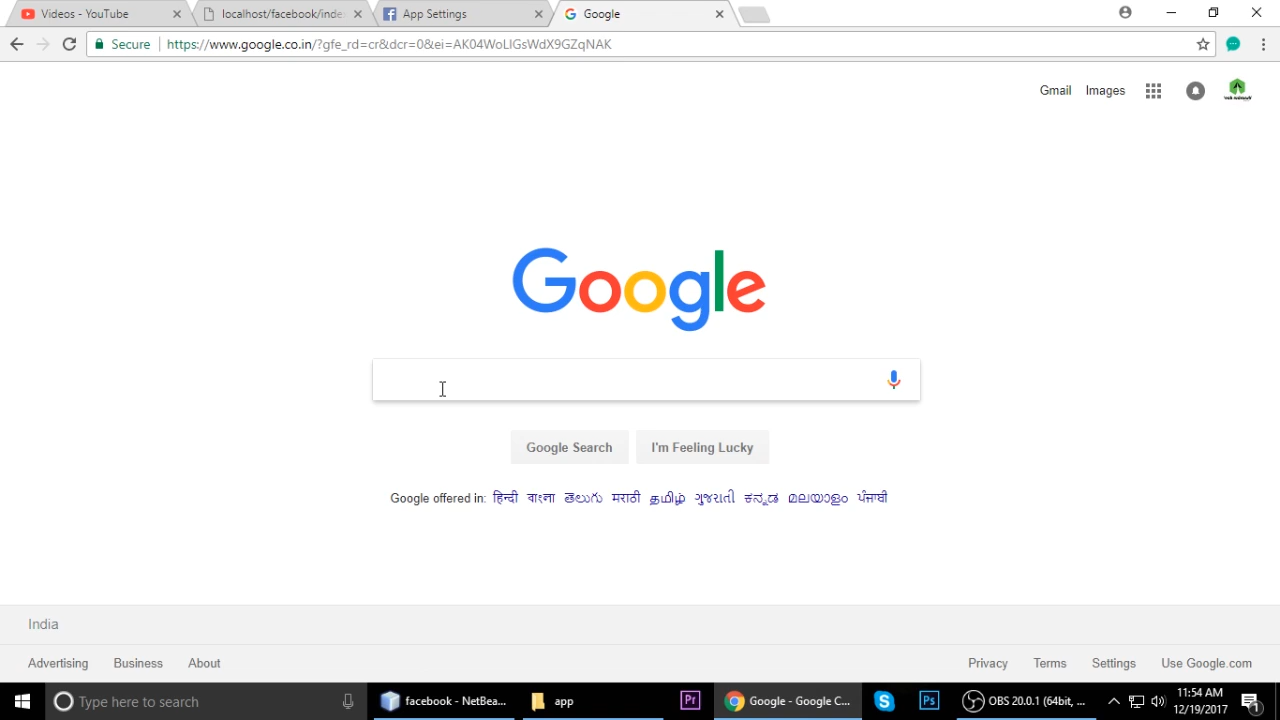 Videos - YouTube
localhost/facebook/inde
App Settings
Google
Secure
https://www.google.co.in/?gfe_rd=cr&dcr=0&ei=AK04WoLIGsWdX9GZqNAK
Gmail Images
Google
Google Search I'm Feeling Lucky
Google offered in: हिन्दी বাংলা తెలుగు मराठी தமிழ் ગુજરાતી ಕನ್ನಡ മലയാളം ਪੰਜਾਬੀ
India
Advertising Business About
Privacy Terms Settings Use Google.com
Type here to search
facebook - NetBea...
app
Pr
Google - Google C...
Ps
OBS 20.0.1 (64bit, ...
11:54 AM
12/19/2017
1